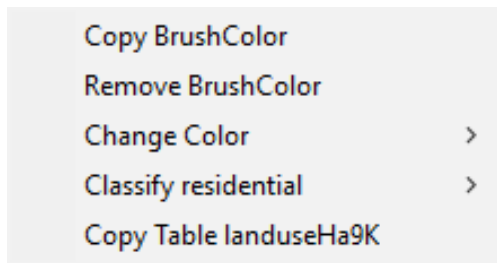 Copy BrushColor
Remove BrushColor
Change Color
Classify residential
Copy Table landuseHa9K